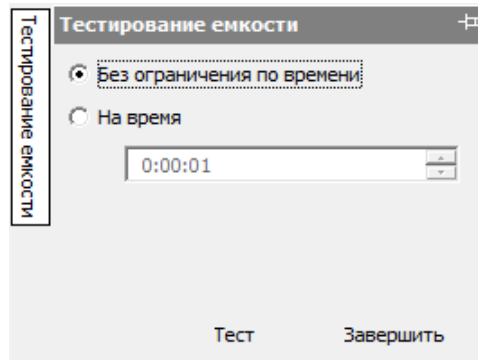 Тестирование емкости
Тестирование емкости
Без ограничения по времени
На время
0:00:01
Тест Завершить